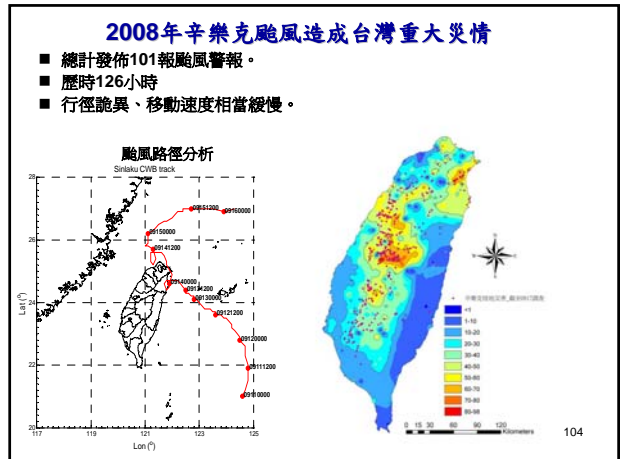 2008年辛樂克颱風造成台灣重大災情
■ 總計發佈101報颱風警報。
■ 歷時126小時
■ 行徑詭異、移動速度相當緩慢。
颱風路徑分析
Sinlaku CWB track
28
26
24
22
20
Lat (°)
117 119 121 123 125
Lon (°)
09151200
09160000
09150000
09141200
09140000
09131200
09130000
09121200
09120000
09111200
09110000
<1
1-10
10-20
20-30
30-40
40-50
50-60
60-70
70-80
80-98
0 15 30 60 90 120
Kilometers
104